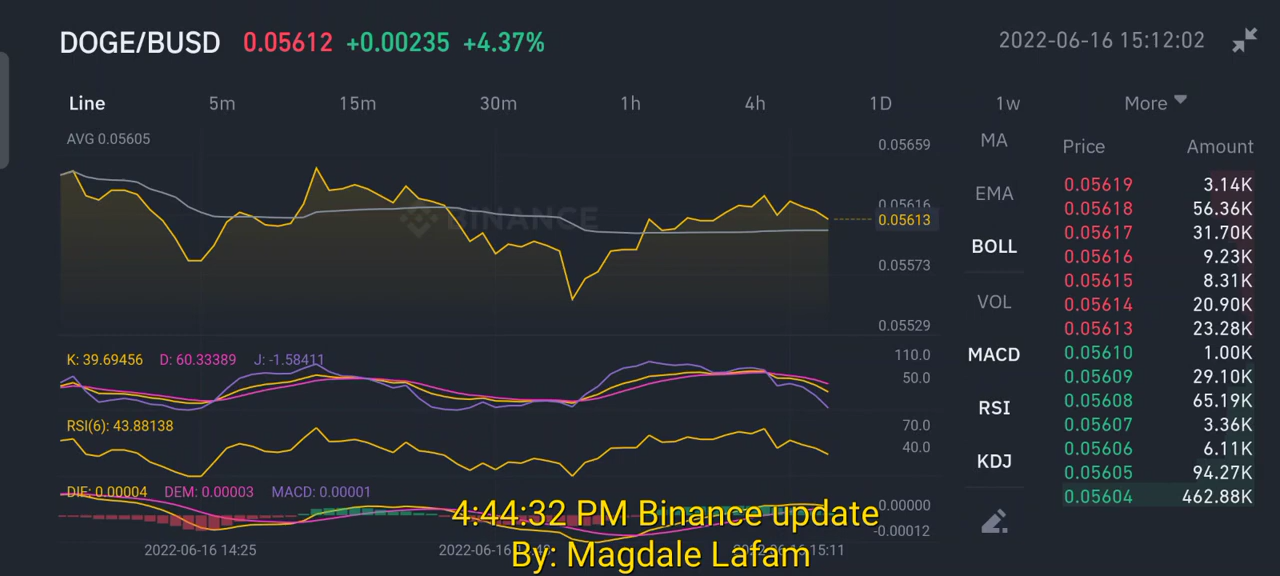 DOGE/BUSD 0.05612 +0.00235 +4.37% 2022-06-16 15:12:02
Line 5m 15m 30m 1h 4h 1D 1w More
AVG 0.05605
0.05659
0.05616
0.05613
0.05573
0.05529
BINANCE
K: 39.69456 D: 60.33389 J: -1.58411
110.0
50.0
RSI(6): 43.88138
70.0
40.0
DIF: 0.00004 DEM: 0.00003 MACD: 0.00001
0.00000
-0.00012
2022-06-16 14:25
2022-06-16 15:11
MA
EMA
BOLL
VOL
MACD
RSI
KDJ
Price Amount
0.05619 3.14K
0.05618 56.36K
0.05617 31.70K
0.05616 9.23K
0.05615 8.31K
0.05614 20.90K
0.05613 23.28K
0.05610 1.00K
0.05609 29.10K
0.05608 65.19K
0.05607 3.36K
0.05606 6.11K
0.05605 94.27K
0.05604 462.88K
4:44:32 PM Binance update
By: Magdale Lafam